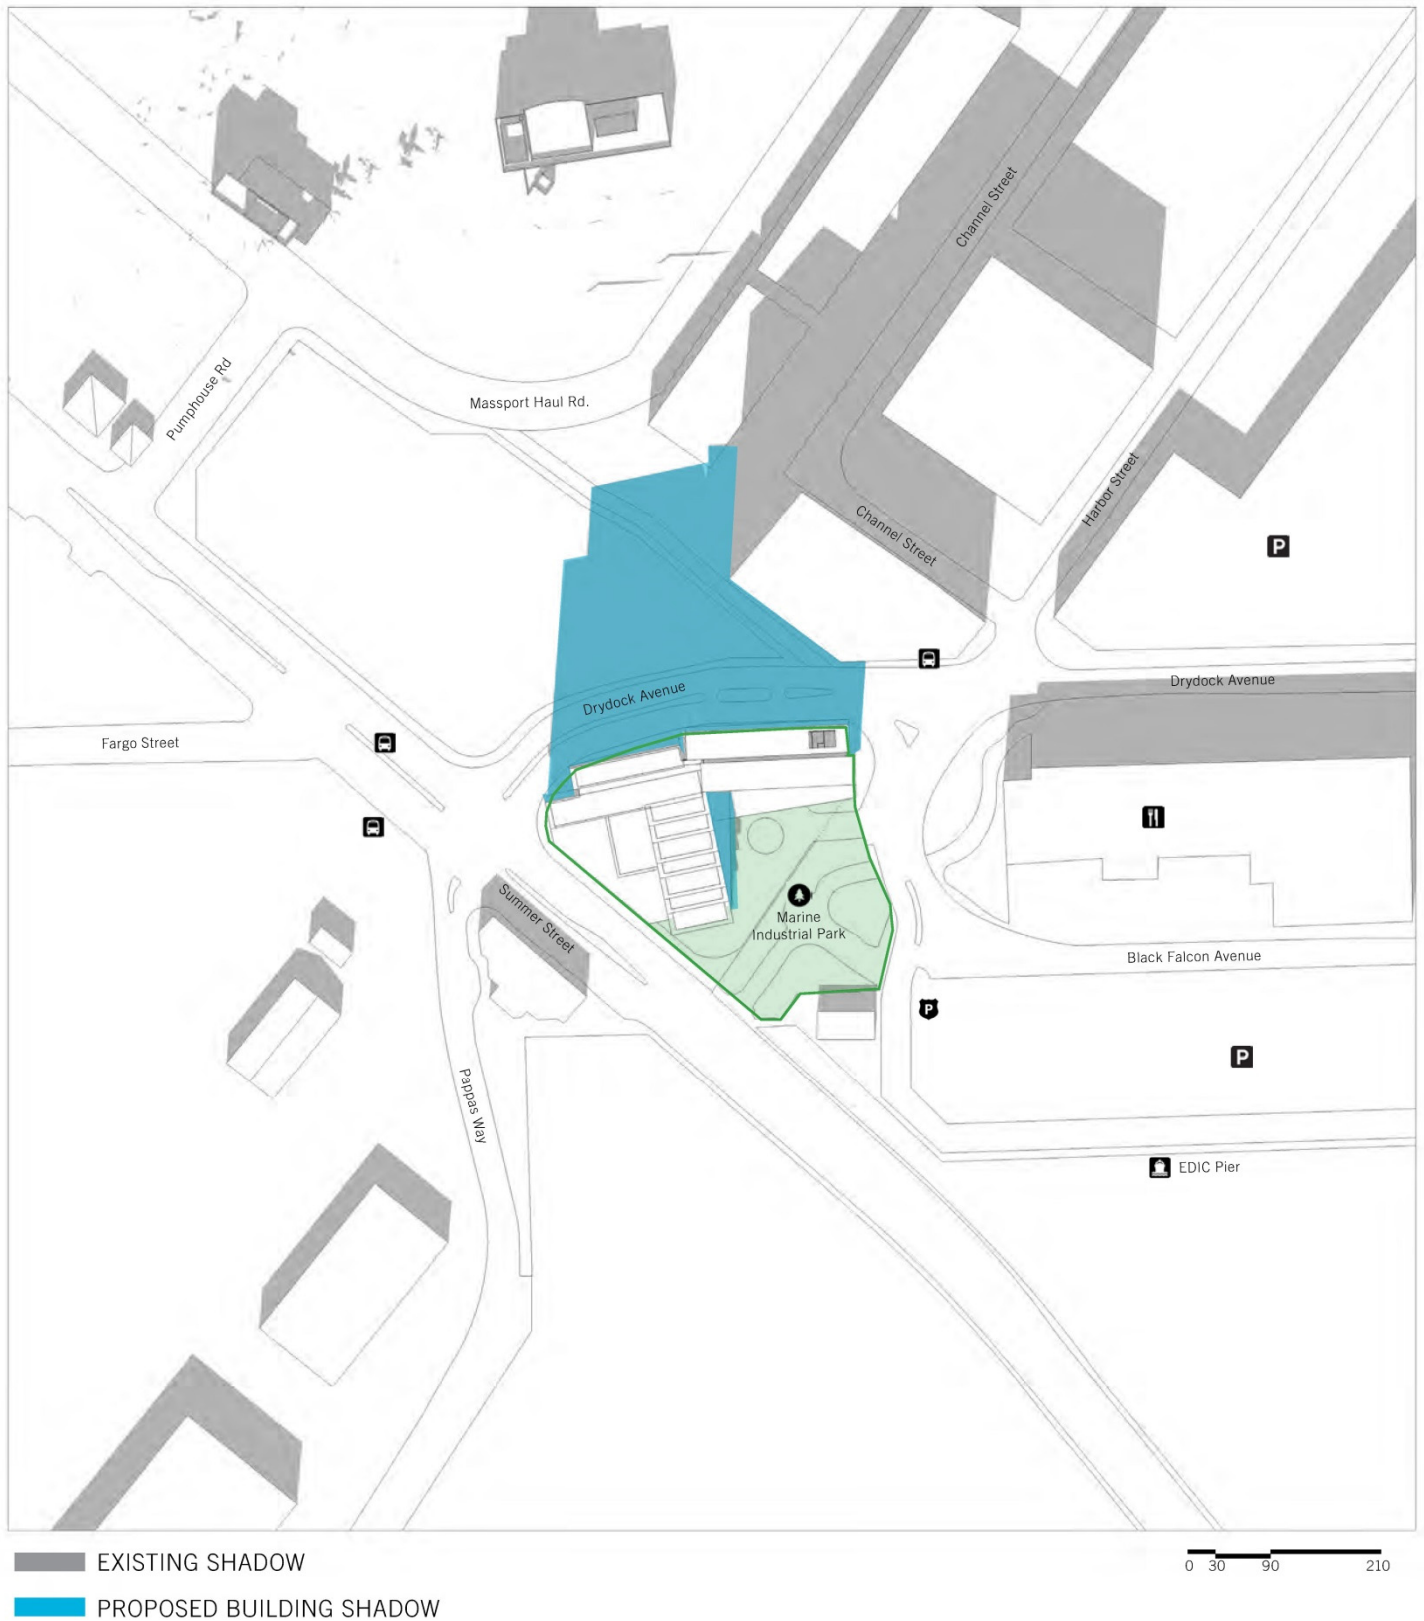 Channel Street
Pumphouse Rd
Massport Haul Rd.
Harbor Street
Channel Street
P
Drydock Avenue
Drydock Avenue
Fargo Street
Summer Street
Marine
Industrial Park
Black Falcon Avenue
P
P
Pappas Way
EDIC Pier
EXISTING SHADOW
0 30 90 210
PROPOSED BUILDING SHADOW